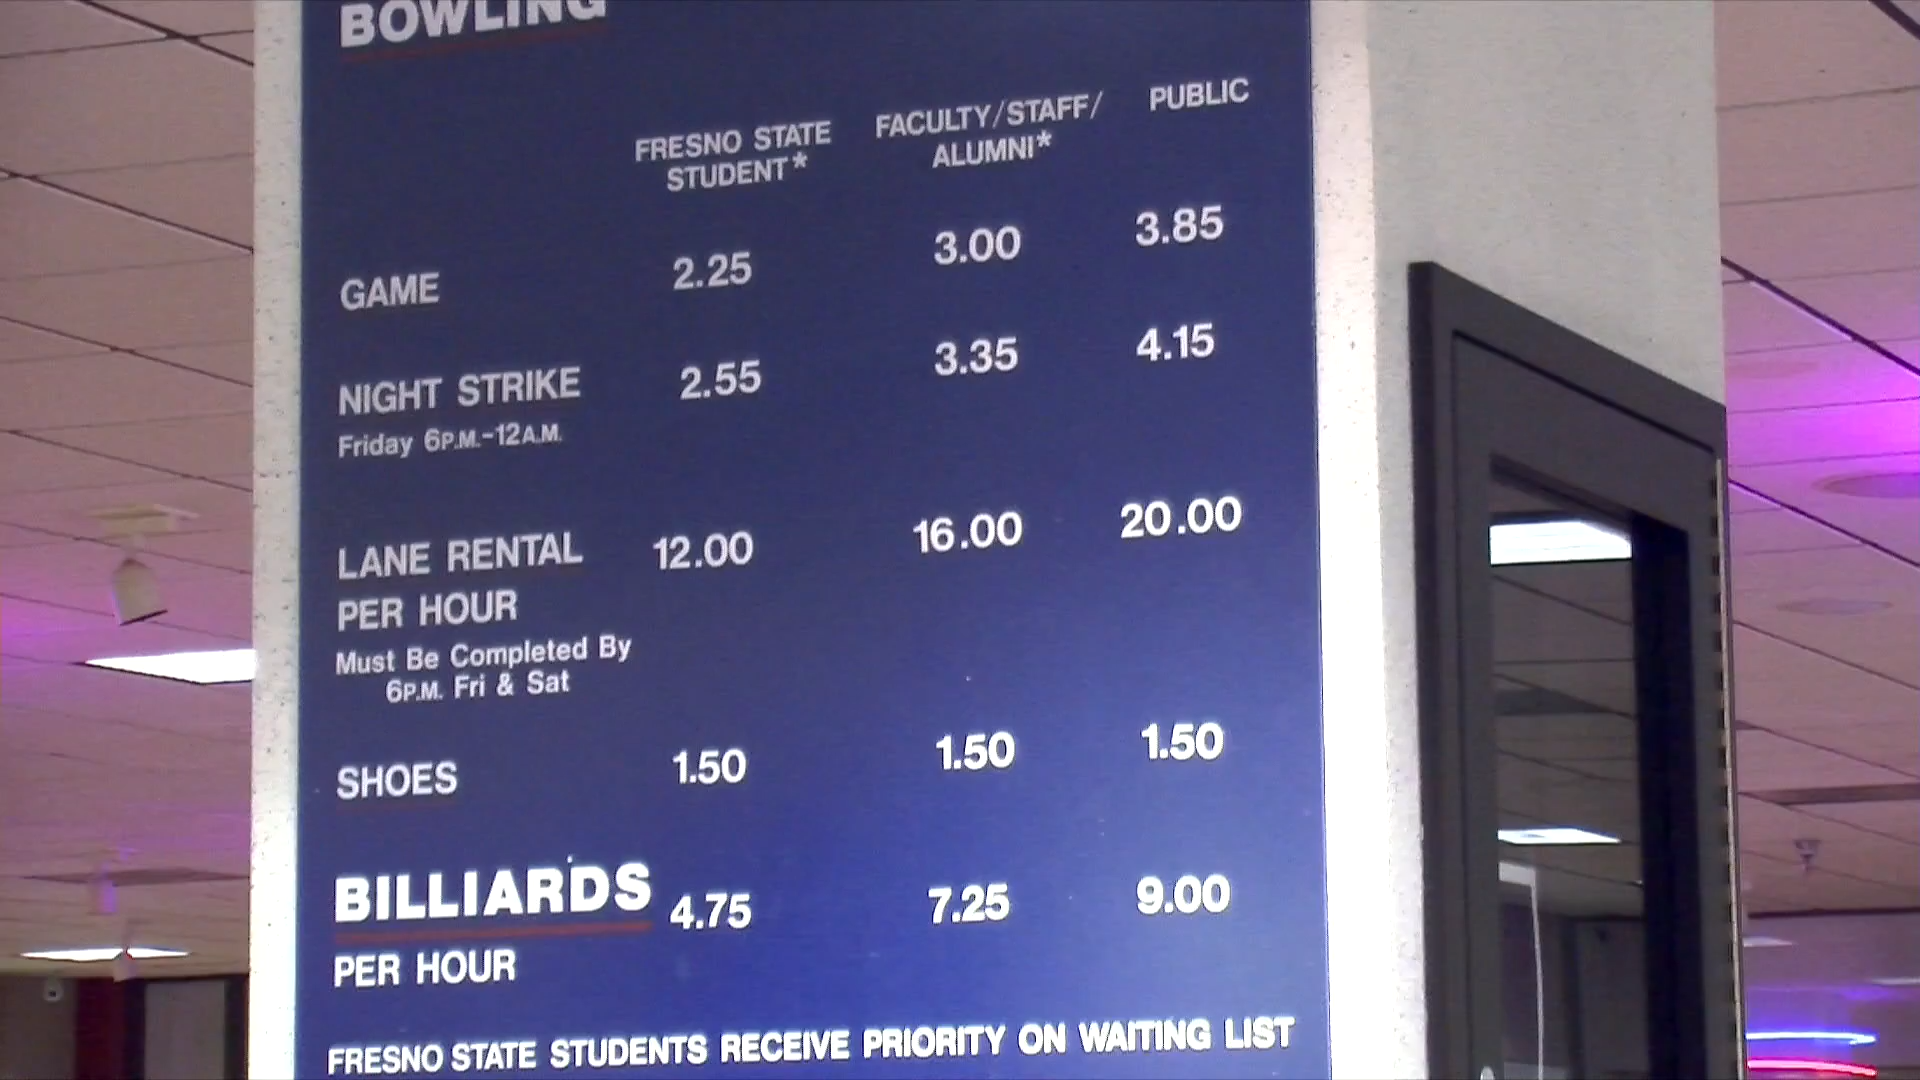 BOWLING
FRESNO STATE STUDENT* FACULTY/STAFF/ALUMNI* PUBLIC
GAME 2.25 3.00 3.85
NIGHT STRIKE 2.55 3.35 4.15
Friday 6P.M.-12A.M.
LANE RENTAL 12.00 16.00 20.00
PER HOUR
Must Be Completed By
6P.M. Fri & Sat
SHOES 1.50 1.50 1.50
BILLIARDS 4.75 7.25 9.00
PER HOUR
FRESNO STATE STUDENTS RECEIVE PRIORITY ON WAITING LIST